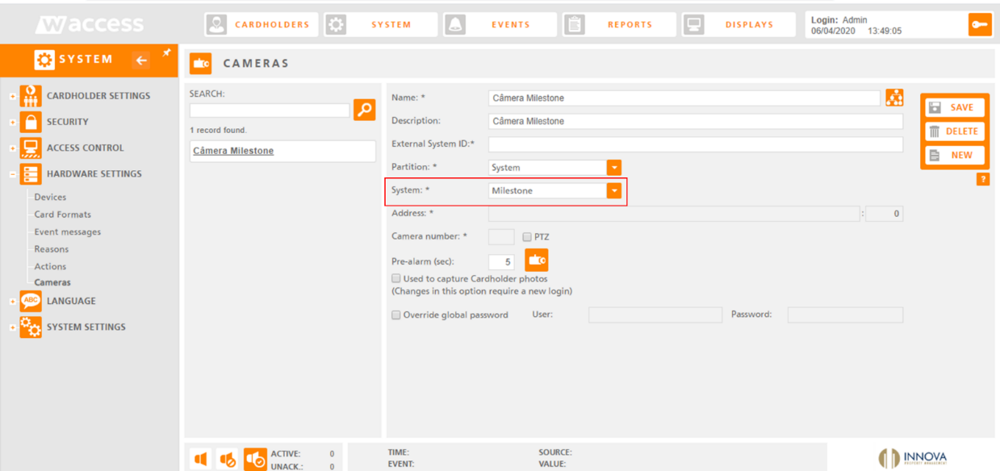 Waccess
CARDHOLDERS
SYSTEM
EVENTS
REPORTS
DISPLAYS
Login: Admin
06/04/2020 13:49:05
SYSTEM
CAMERAS
CARDHOLDER SETTINGS
SECURITY
ACCESS CONTROL
HARDWARE SETTINGS
Devices
Card Formats
Event messages
Reasons
Actions
Cameras
ABC
LANGUAGE
SYSTEM SETTINGS
SEARCH:
1 record found.
Câmera Milestone
Name: * Câmera Milestone
Description: Câmera Milestone
External System ID:*
Partition: * System
System: * Milestone
Address: * : 0
Camera number: * PTZ
Pre-alarm (sec): 5
Used to capture Cardholder photos
(Changes in this option require a new login)
Override global password User: Password:
SAVE
DELETE
NEW
?
ACTIVE: 0
UNACK.: 0
TIME: SOURCE:
EVENT: VALUE:
INNOVA
PROPERTY MANAGEMENT